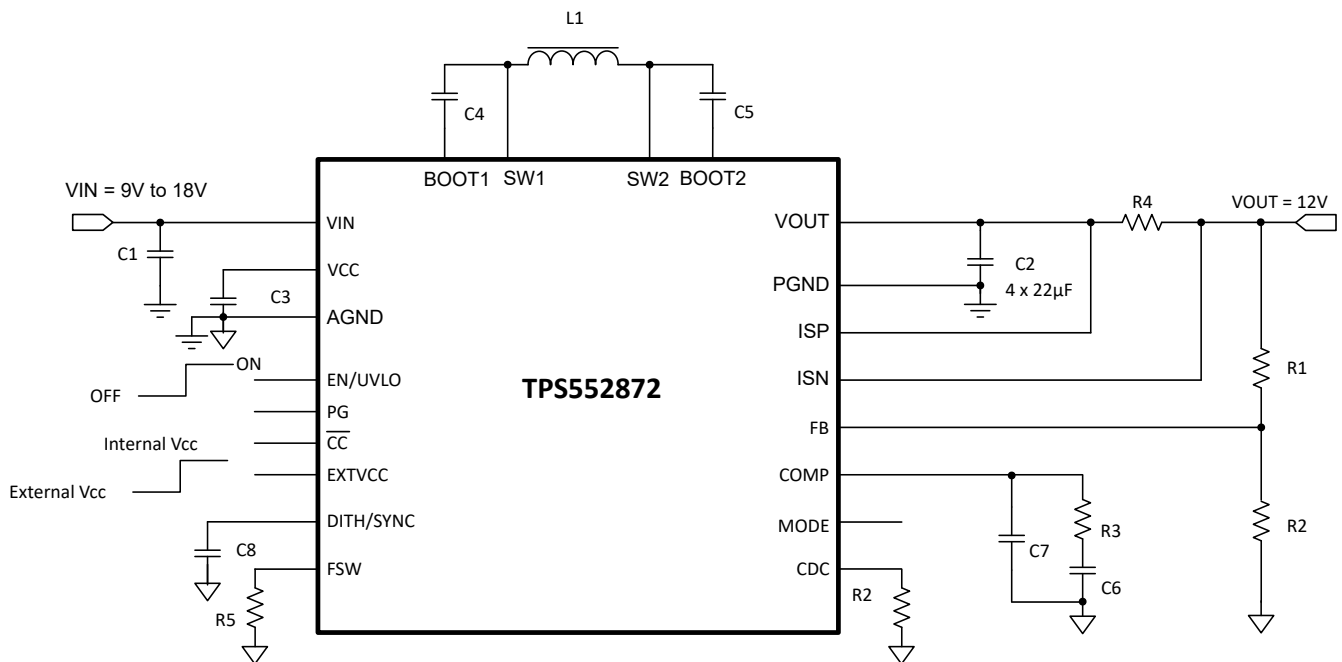 L1
C4
C5
BOOT1
SW1
SW2
BOOT2
VIN = 9V to 18V
VIN
C1
VCC
C3
AGND
ON
OFF
EN/UVLO
PG
Internal Vcc
CC
External Vcc
EXTVCC
DITH/SYNC
C8
FSW
R5
TPS552872
VOUT
R4
VOUT = 12V
C2
4 x 22µF
PGND
ISP
ISN
R1
FB
COMP
R3
C7
C6
MODE
R2
CDC
R2